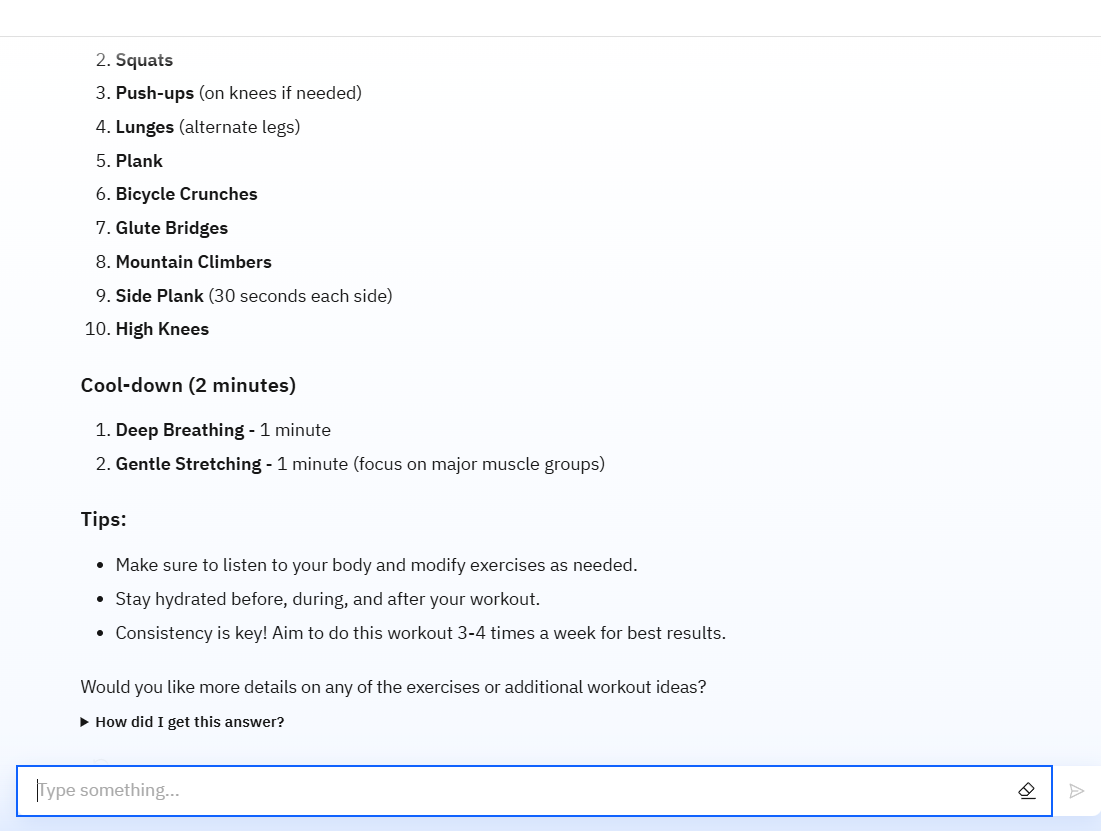 2. Squats
3. Push-ups (on knees if needed)
4. Lunges (alternate legs)
5. Plank
6. Bicycle Crunches
7. Glute Bridges
8. Mountain Climbers
9. Side Plank (30 seconds each side)
10. High Knees
Cool-down (2 minutes)
1. Deep Breathing - 1 minute
2. Gentle Stretching - 1 minute (focus on major muscle groups)
Tips:
• Make sure to listen to your body and modify exercises as needed.
• Stay hydrated before, during, and after your workout.
• Consistency is key! Aim to do this workout 3-4 times a week for best results.
Would you like more details on any of the exercises or additional workout ideas?
▶ How did I get this answer?
Type something...